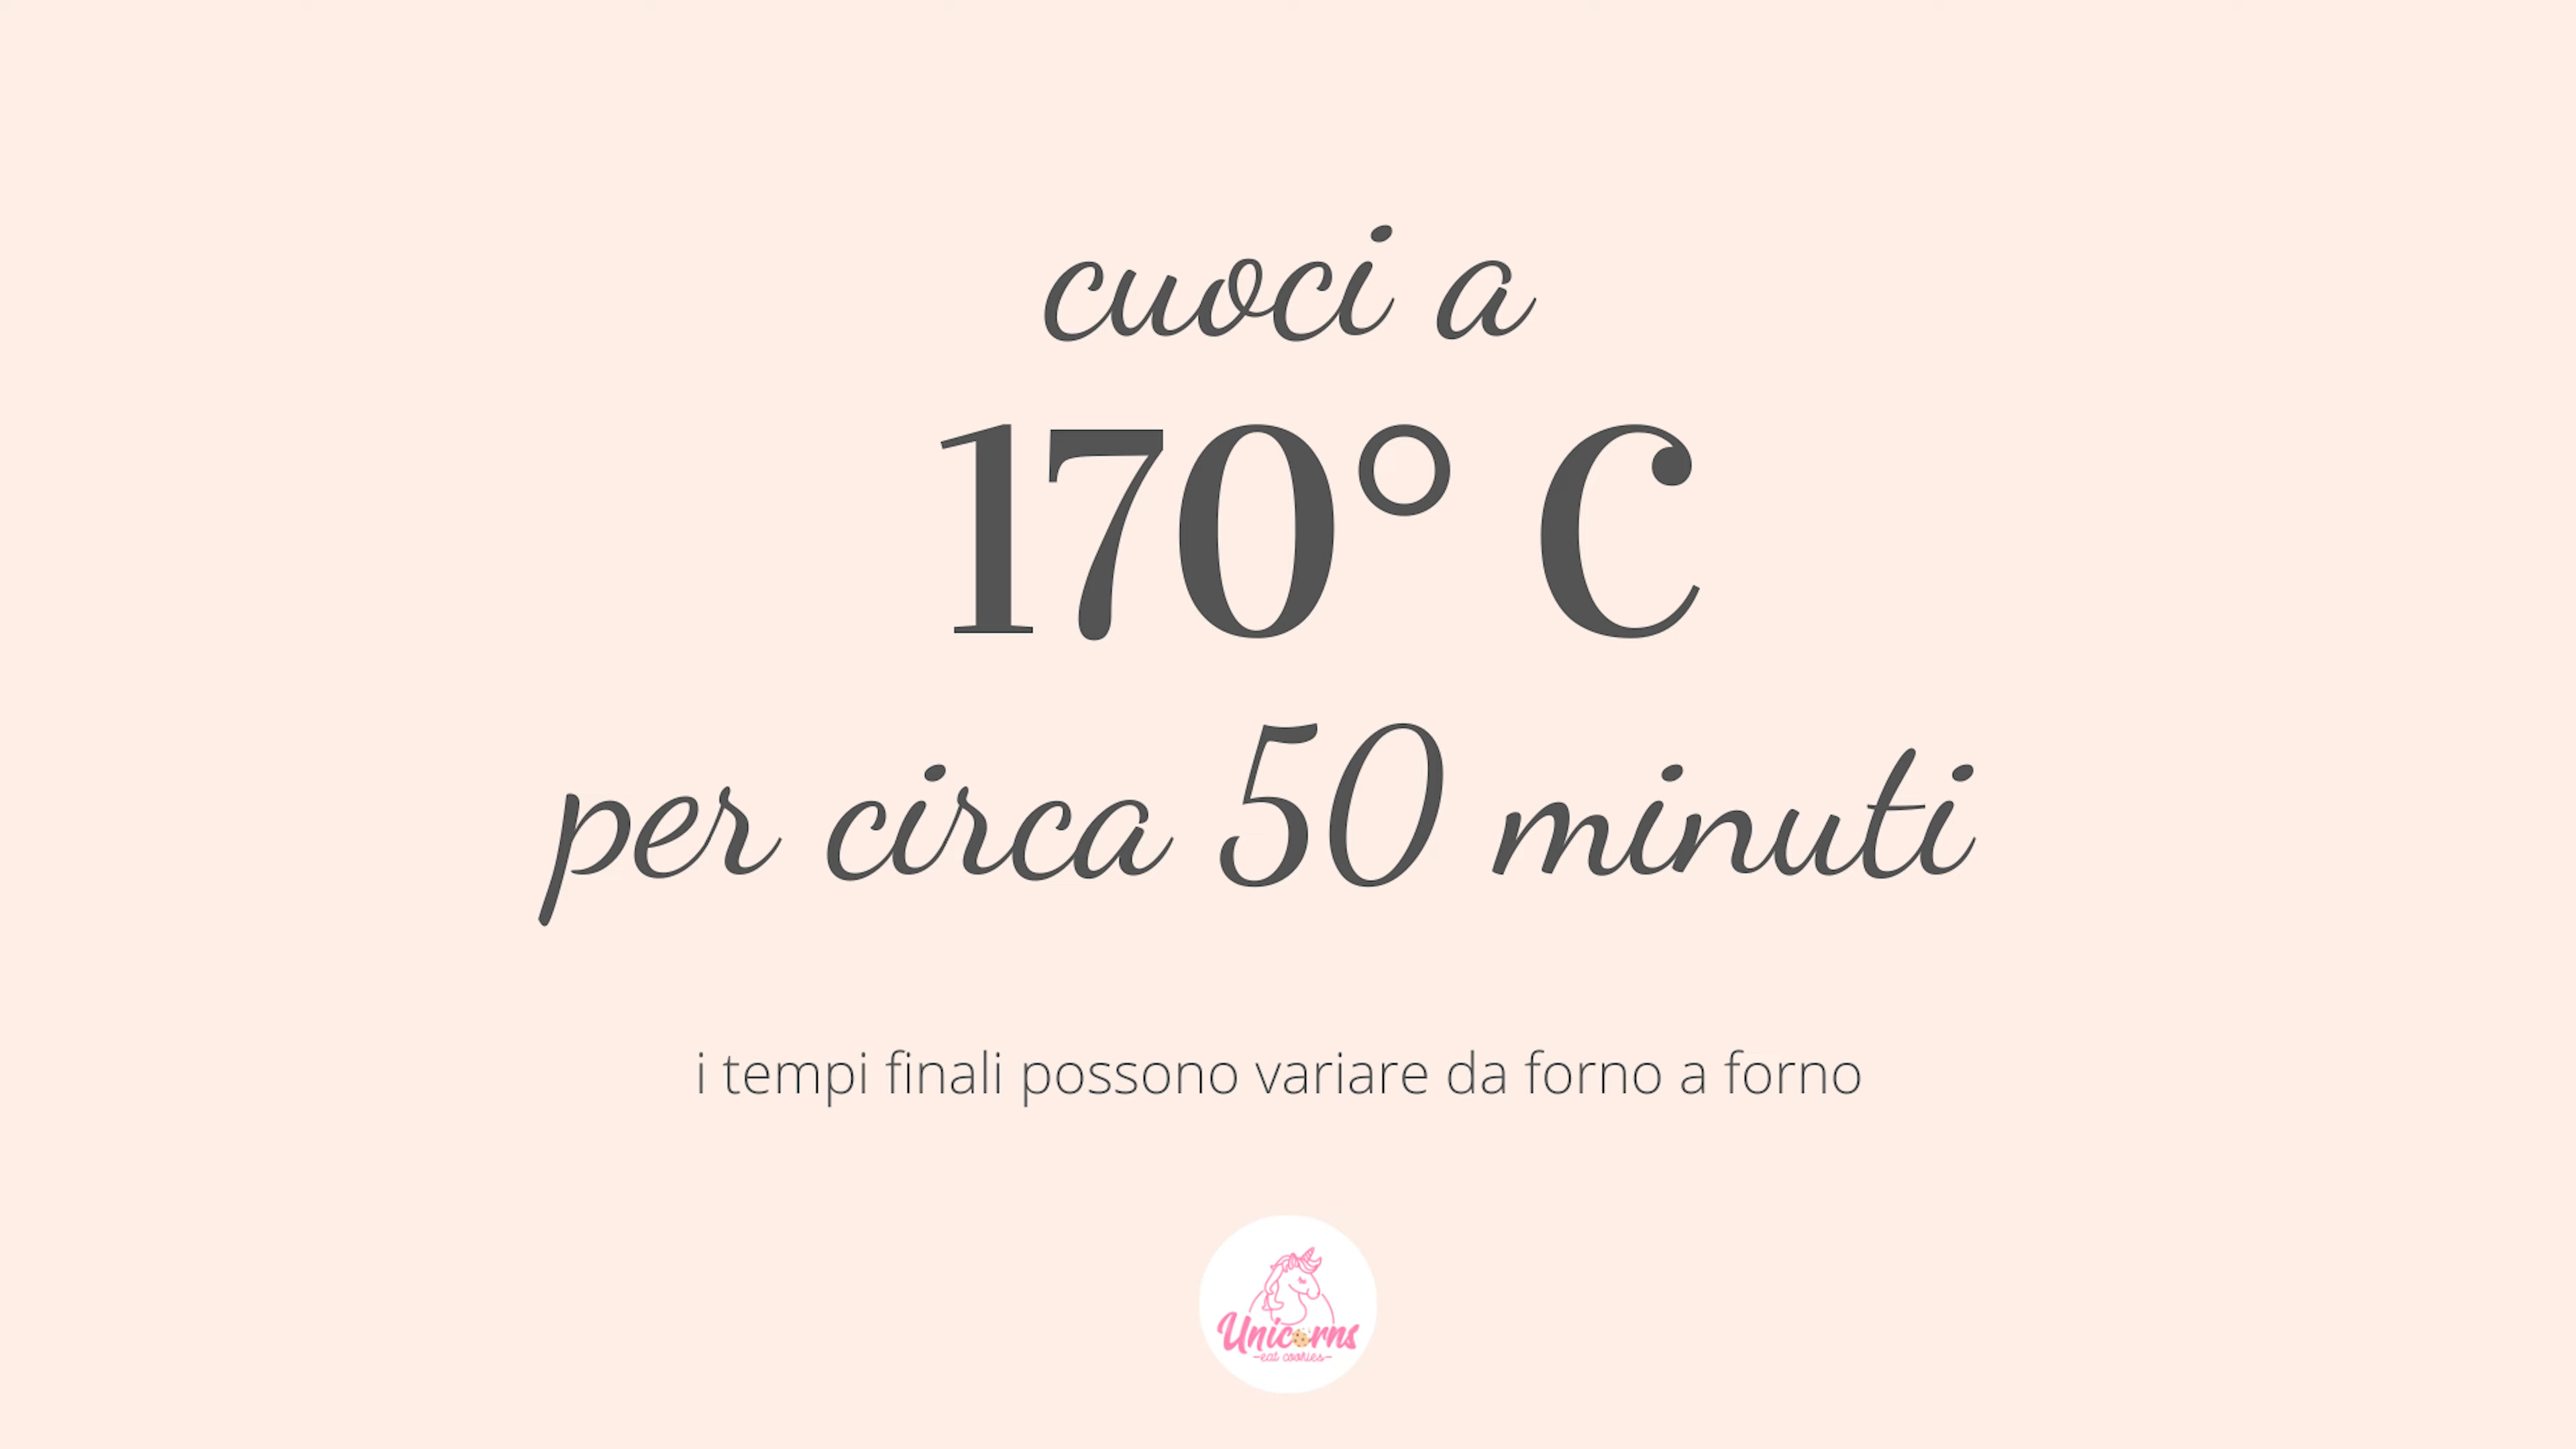 cuoci a
170° C
per circa 50 minuti
i tempi finali possono variare da forno a forno
Unicorns
-eat cookies-